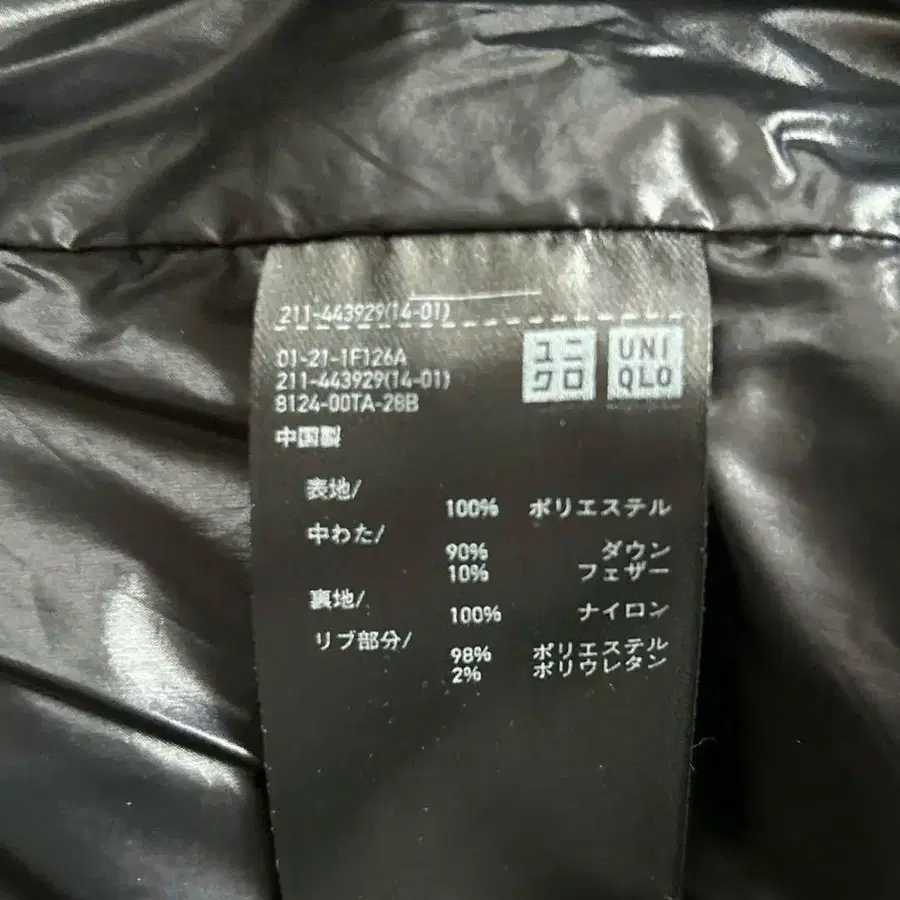 211-443929(14-01)
01-21-1F126A
211-443929(14-01)
8124-00TA-28B
中国製
ユニ
クロ
UNI
QLO
表地/
100% ポリエステル
中わた/
90% ダウン
10% フェザー
裏地/
100% ナイロン
リブ部分/
98% ポリエステル
2% ポリウレタン